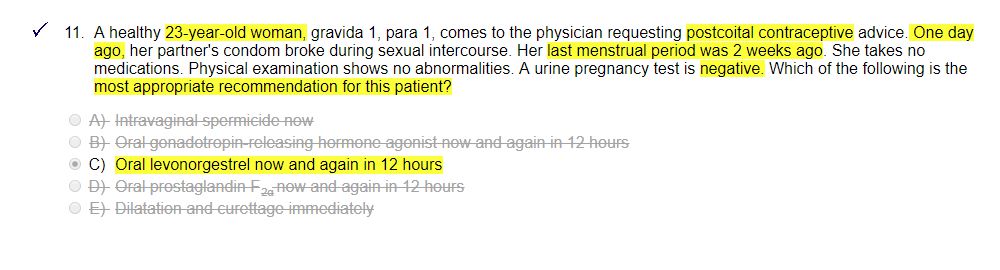 ✓ 11. A healthy 23-year-old woman, gravida 1, para 1, comes to the physician requesting postcoital contraceptive advice. One day
ago, her partner's condom broke during sexual intercourse. Her last menstrual period was 2 weeks ago. She takes no
medications. Physical examination shows no abnormalities. A urine pregnancy test is negative. Which of the following is the
most appropriate recommendation for this patient?
A) Intravaginal spermicide now
B) Oral gonadotropin-releasing hormone agonist now and again in 12 hours
C) Oral levonorgestrel now and again in 12 hours
D) Oral prostaglandin F2α now and again in 12 hours
E) Dilatation and curettage immediately